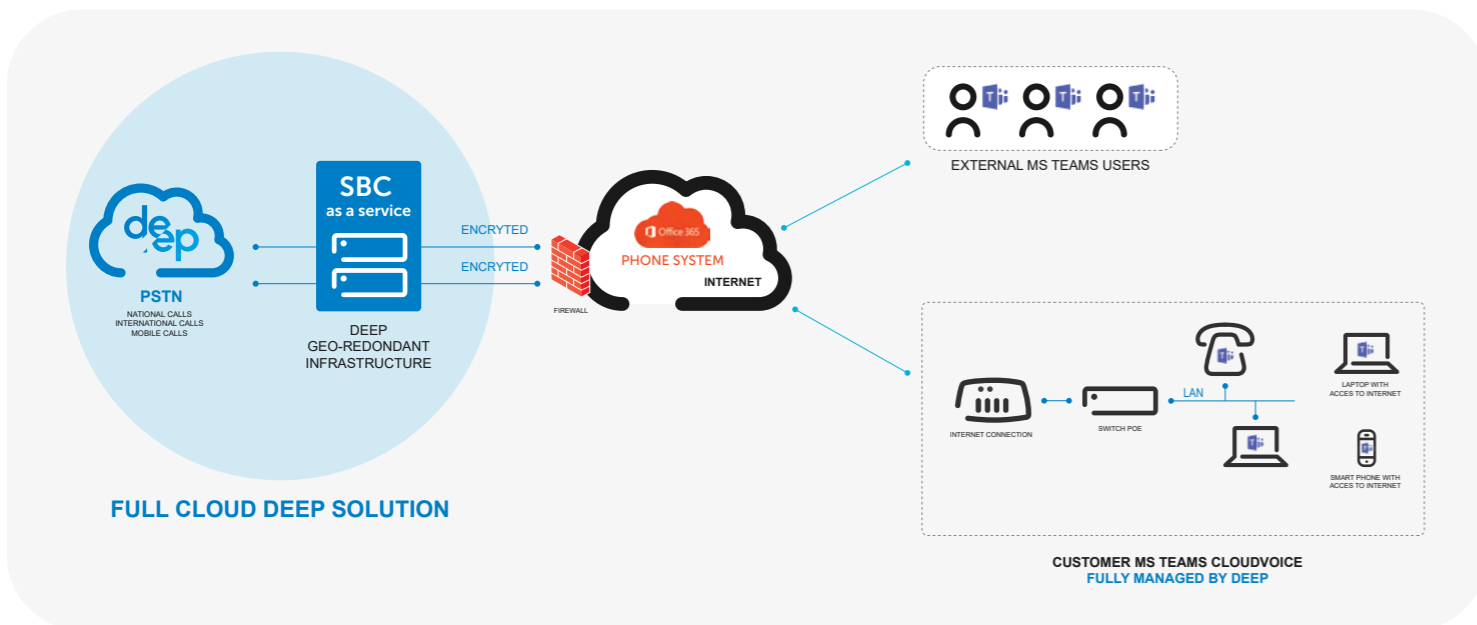 deep
PSTN
NATIONAL CALLS
INTERNATIONAL CALLS
MOBILE CALLS
SBC
as a service
DEEP
GEO-REDONDANT
INFRASTRUCTURE
ENCRYTED
ENCRYTED
FULL CLOUD DEEP SOLUTION
FIREWALL
Office 365
PHONE SYSTEM
INTERNET
EXTERNAL MS TEAMS USERS
INTERNET CONNECTION
SWITCH POE
LAN
LAPTOP WITH
ACCES TO INTERNET
SMART PHONE WITH
ACCES TO INTERNET
CUSTOMER MS TEAMS CLOUDVOICE
FULLY MANAGED BY DEEP